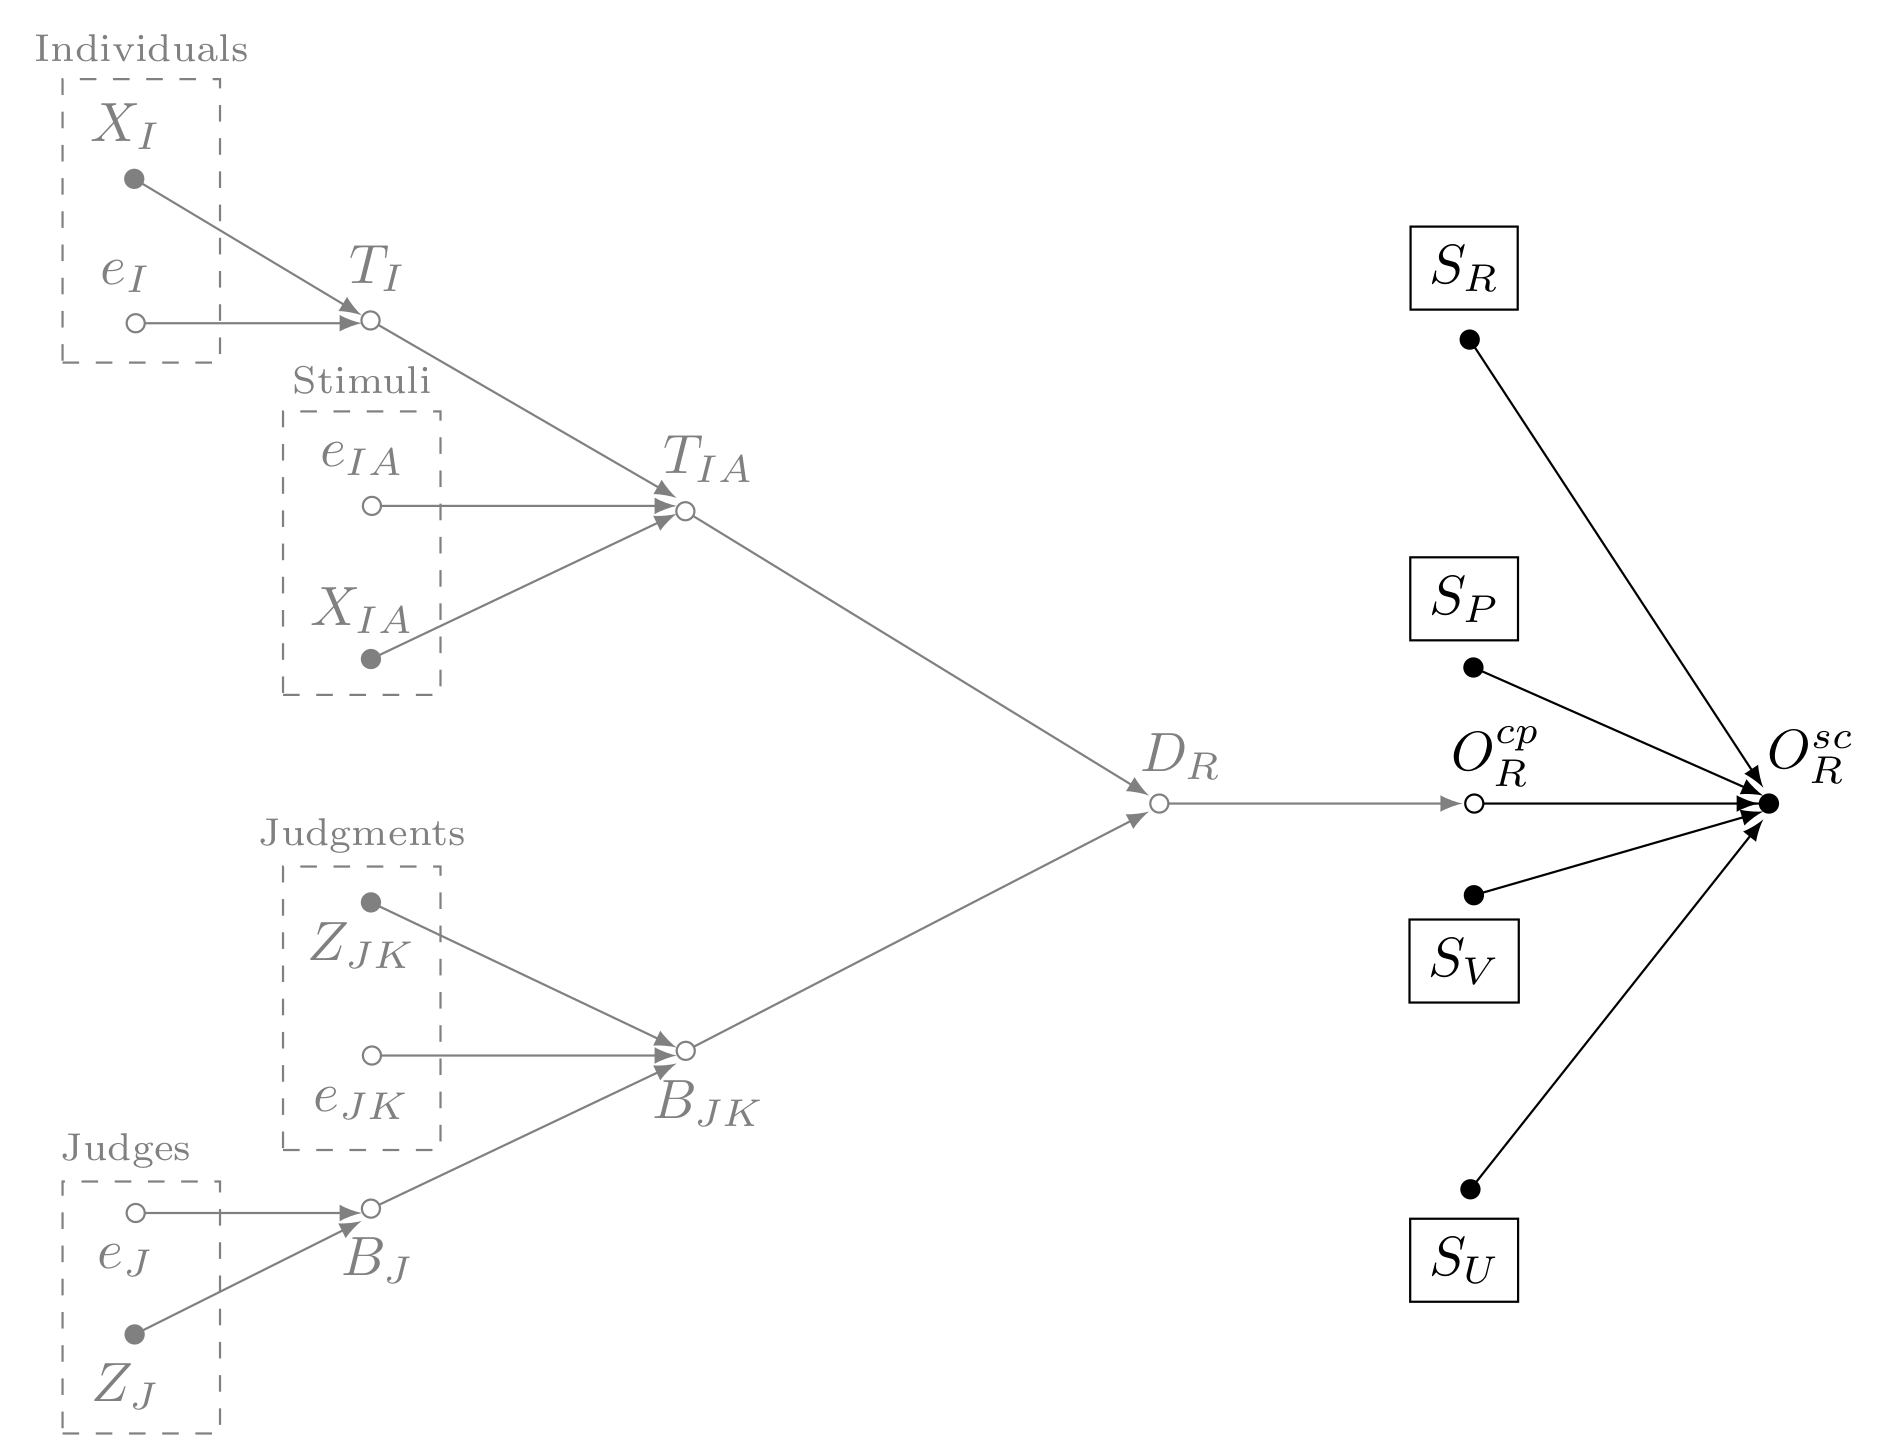 Individuals
X_I
e_I
T_I
S_R
Stimuli
e_{IA}
T_{IA}
X_{IA}
S_P
D_R
O_R^{cp}
O_R^{sc}
Judgments
Z_{JK}
S_V
e_{JK}
B_{JK}
Judges
e_J
B_J
S_U
Z_J